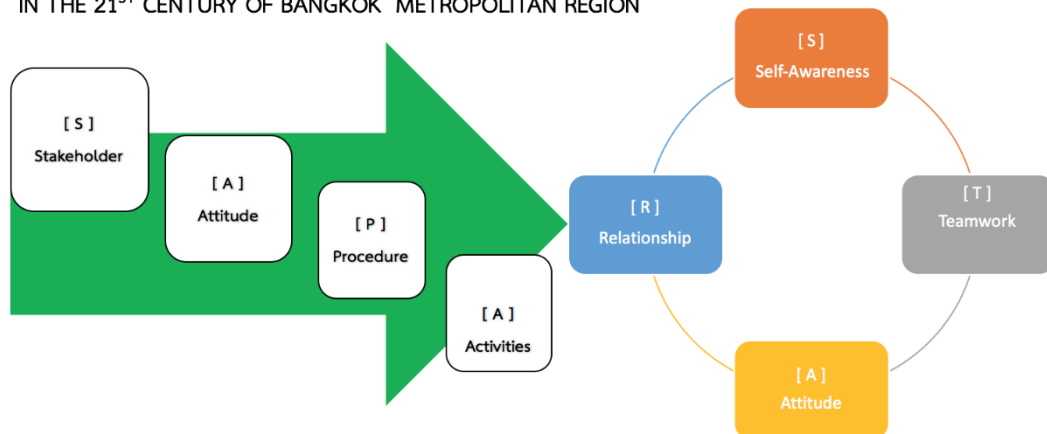 IN THE 21ST CENTURY OF BANGKOK METROPOLITAN REGION
[ S ]
Stakeholder
[ A ]
Attitude
[ P ]
Procedure
[ A ]
Activities
[ S ]
Self-Awareness
[ T ]
Teamwork
[ A ]
Attitude
[ R ]
Relationship